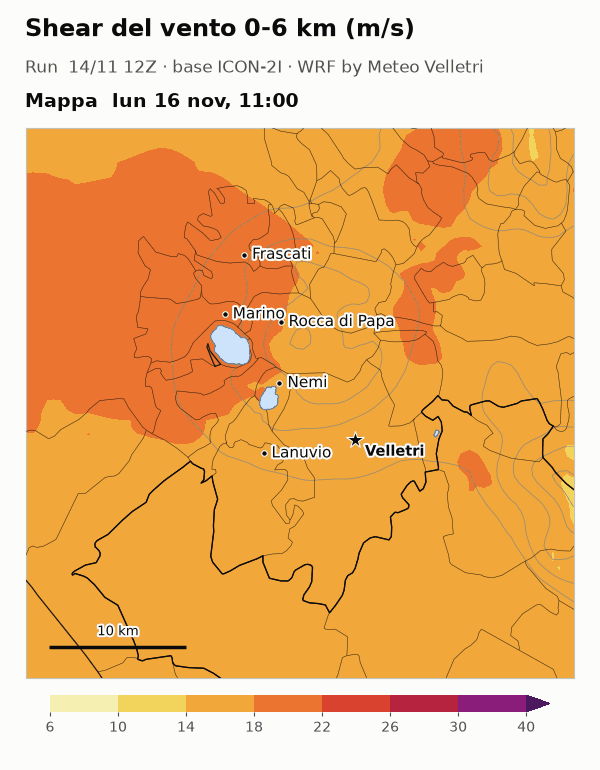 Shear del vento 0-6 km (m/s)
Run  14/11 12Z · base ICON-2I · WRF by Meteo Velletri
Mappa  lun 16 nov, 11:00
Frascati
Marino
Rocca di Papa
Nemi
Velletri
Lanuvio
10 km
6 10 14 18 22 26 30 40